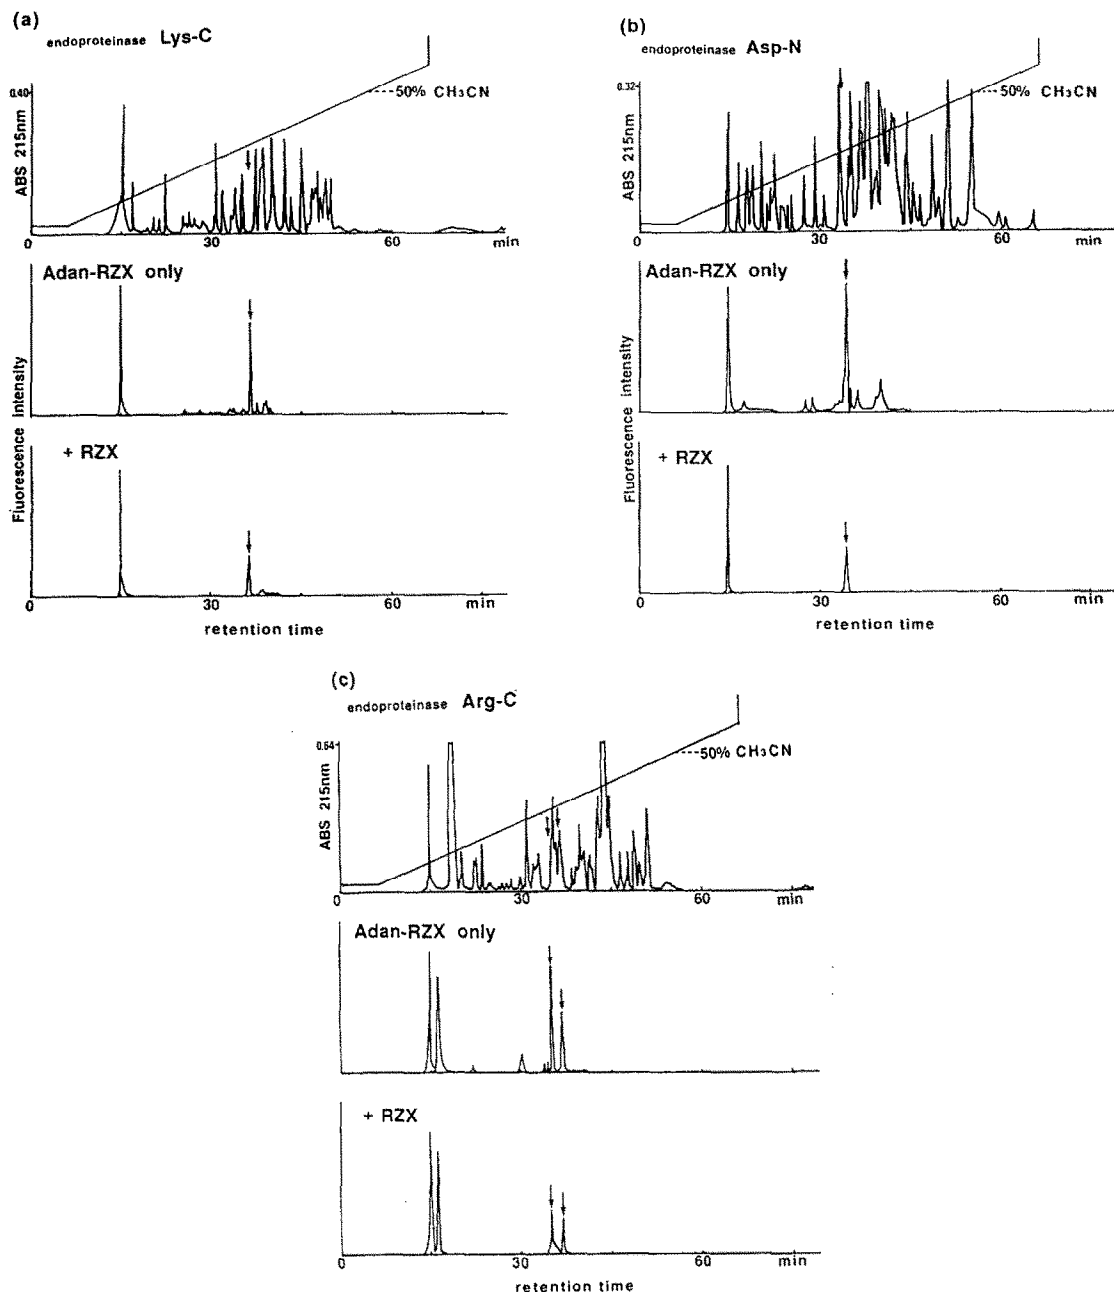 (a)
endoproteinase Lys-C
0.40
50% CH₃CN
ABS 215nm
0 30 60 min
Adan-RZX only
Fluorescence intensity
+ RZX
0 30 60 min
retention time
(b)
endoproteinase Asp-N
0.32
50% CH₃CN
ABS 215nm
0 30 60 min
Adan-RZX only
Fluorescence intensity
+ RZX
0 30 60 min
retention time
(c)
endoproteinase Arg-C
0.64
50% CH₃CN
ABS 215nm
30 60 min
Adan-RZX only
+ RZX
0 30 60 min
retention time